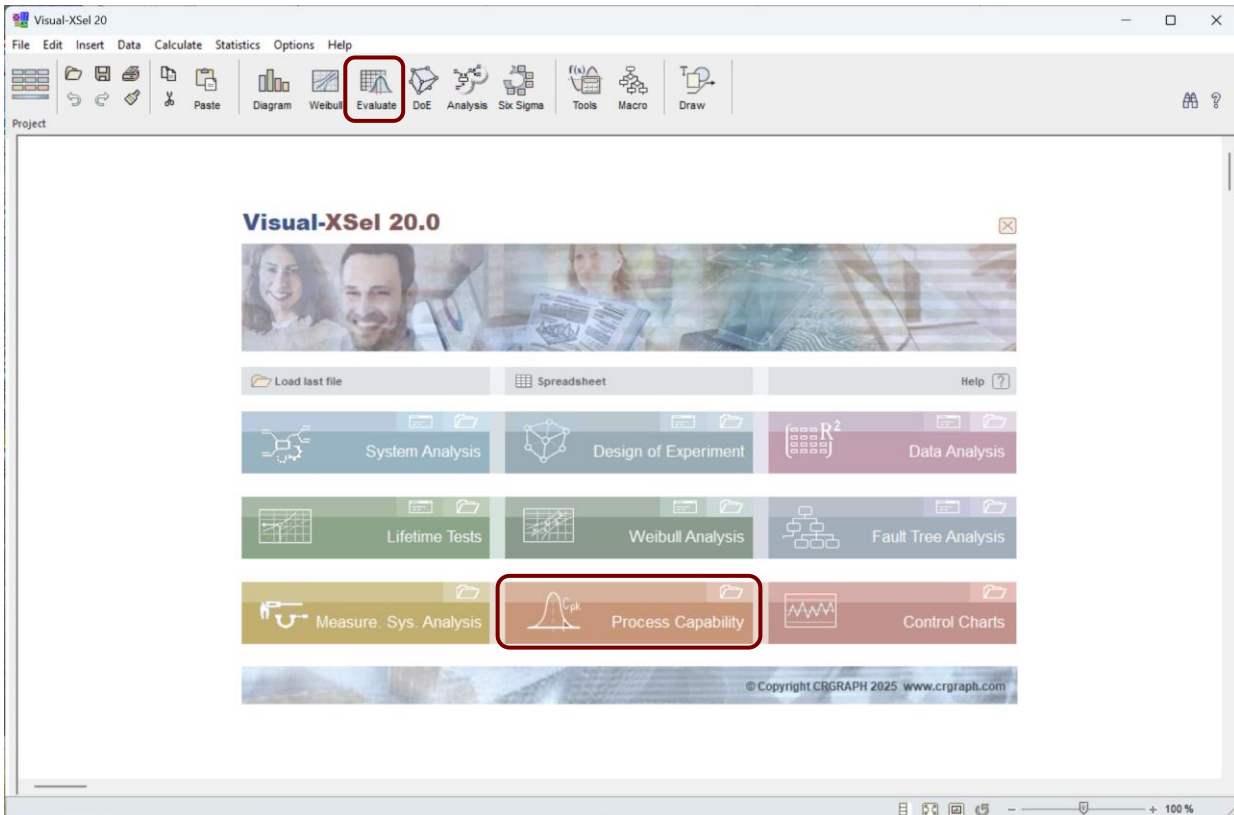 Visual-XSel 20
File Edit Insert Data Calculate Statistics Options Help
Paste Diagram Weibull Evaluate DoE Analysis Six Sigma Tools Macro Draw
Project
Visual-XSel 20.0
Load last file Spreadsheet Help ?
System Analysis Design of Experiment R² Data Analysis
Lifetime Tests Weibull Analysis Fault Tree Analysis
Measure. Sys. Analysis Cpk Process Capability Control Charts
© Copyright CRGRAPH 2025 www.crgraph.com
100 %